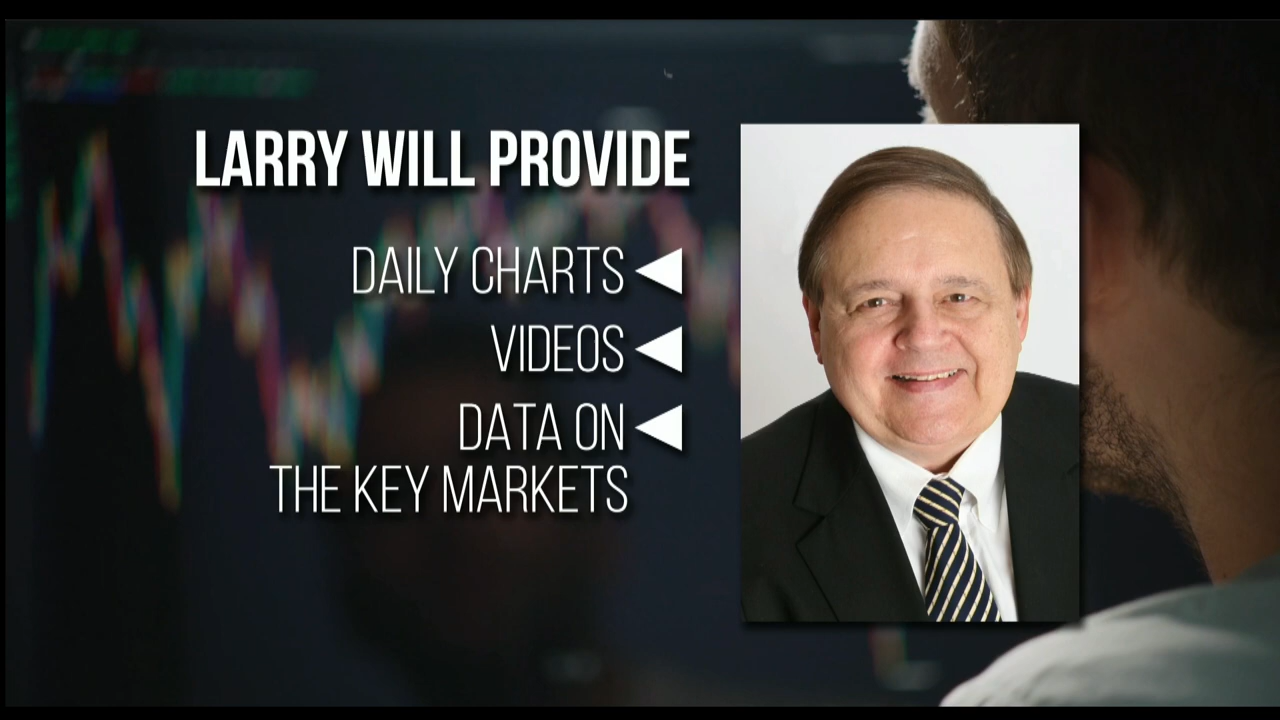 LARRY WILL PROVIDE
DAILY CHARTS
VIDEOS
DATA ON
THE KEY MARKETS